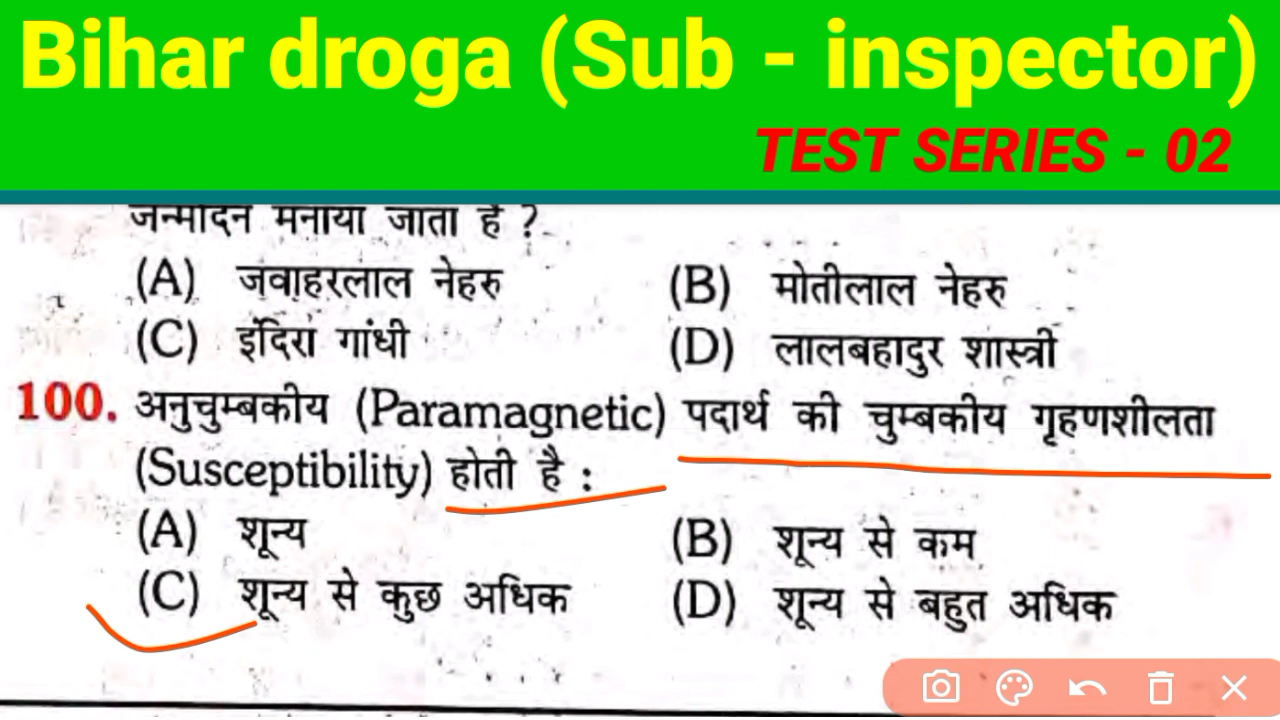 Bihar droga (Sub - inspector)
TEST SERIES - 02
जन्मदिन मनाया जाता है ?
(A) जवाहरलाल नेहरु (B) मोतीलाल नेहरु
(C) इंदिरा गांधी (D) लालबहादुर शास्त्री
100. अनुचुम्बकीय (Paramagnetic) पदार्थ की चुम्बकीय गृहणशीलता
(Susceptibility) होती है :
(A) शून्य (B) शून्य से कम
(C) शून्य से कुछ अधिक (D) शून्य से बहुत अधिक